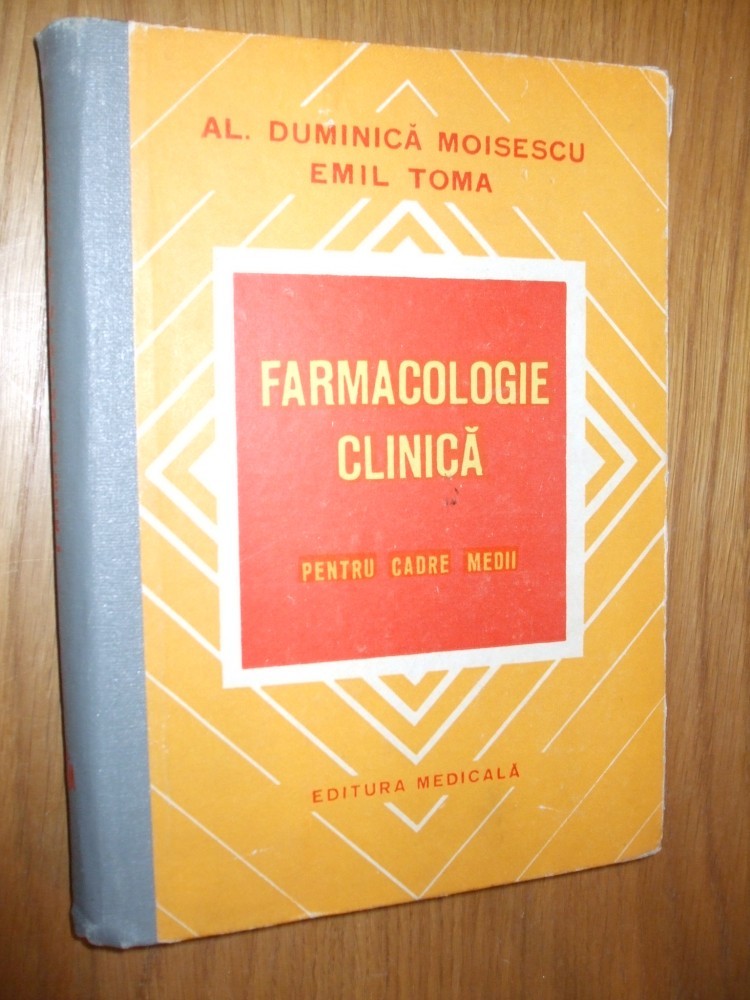 AL. DUMINICĂ MOISESCU
EMIL TOMA
FARMACOLOGIE
CLINICĂ
PENTRU CADRE MEDII
EDITURA MEDICALĂ